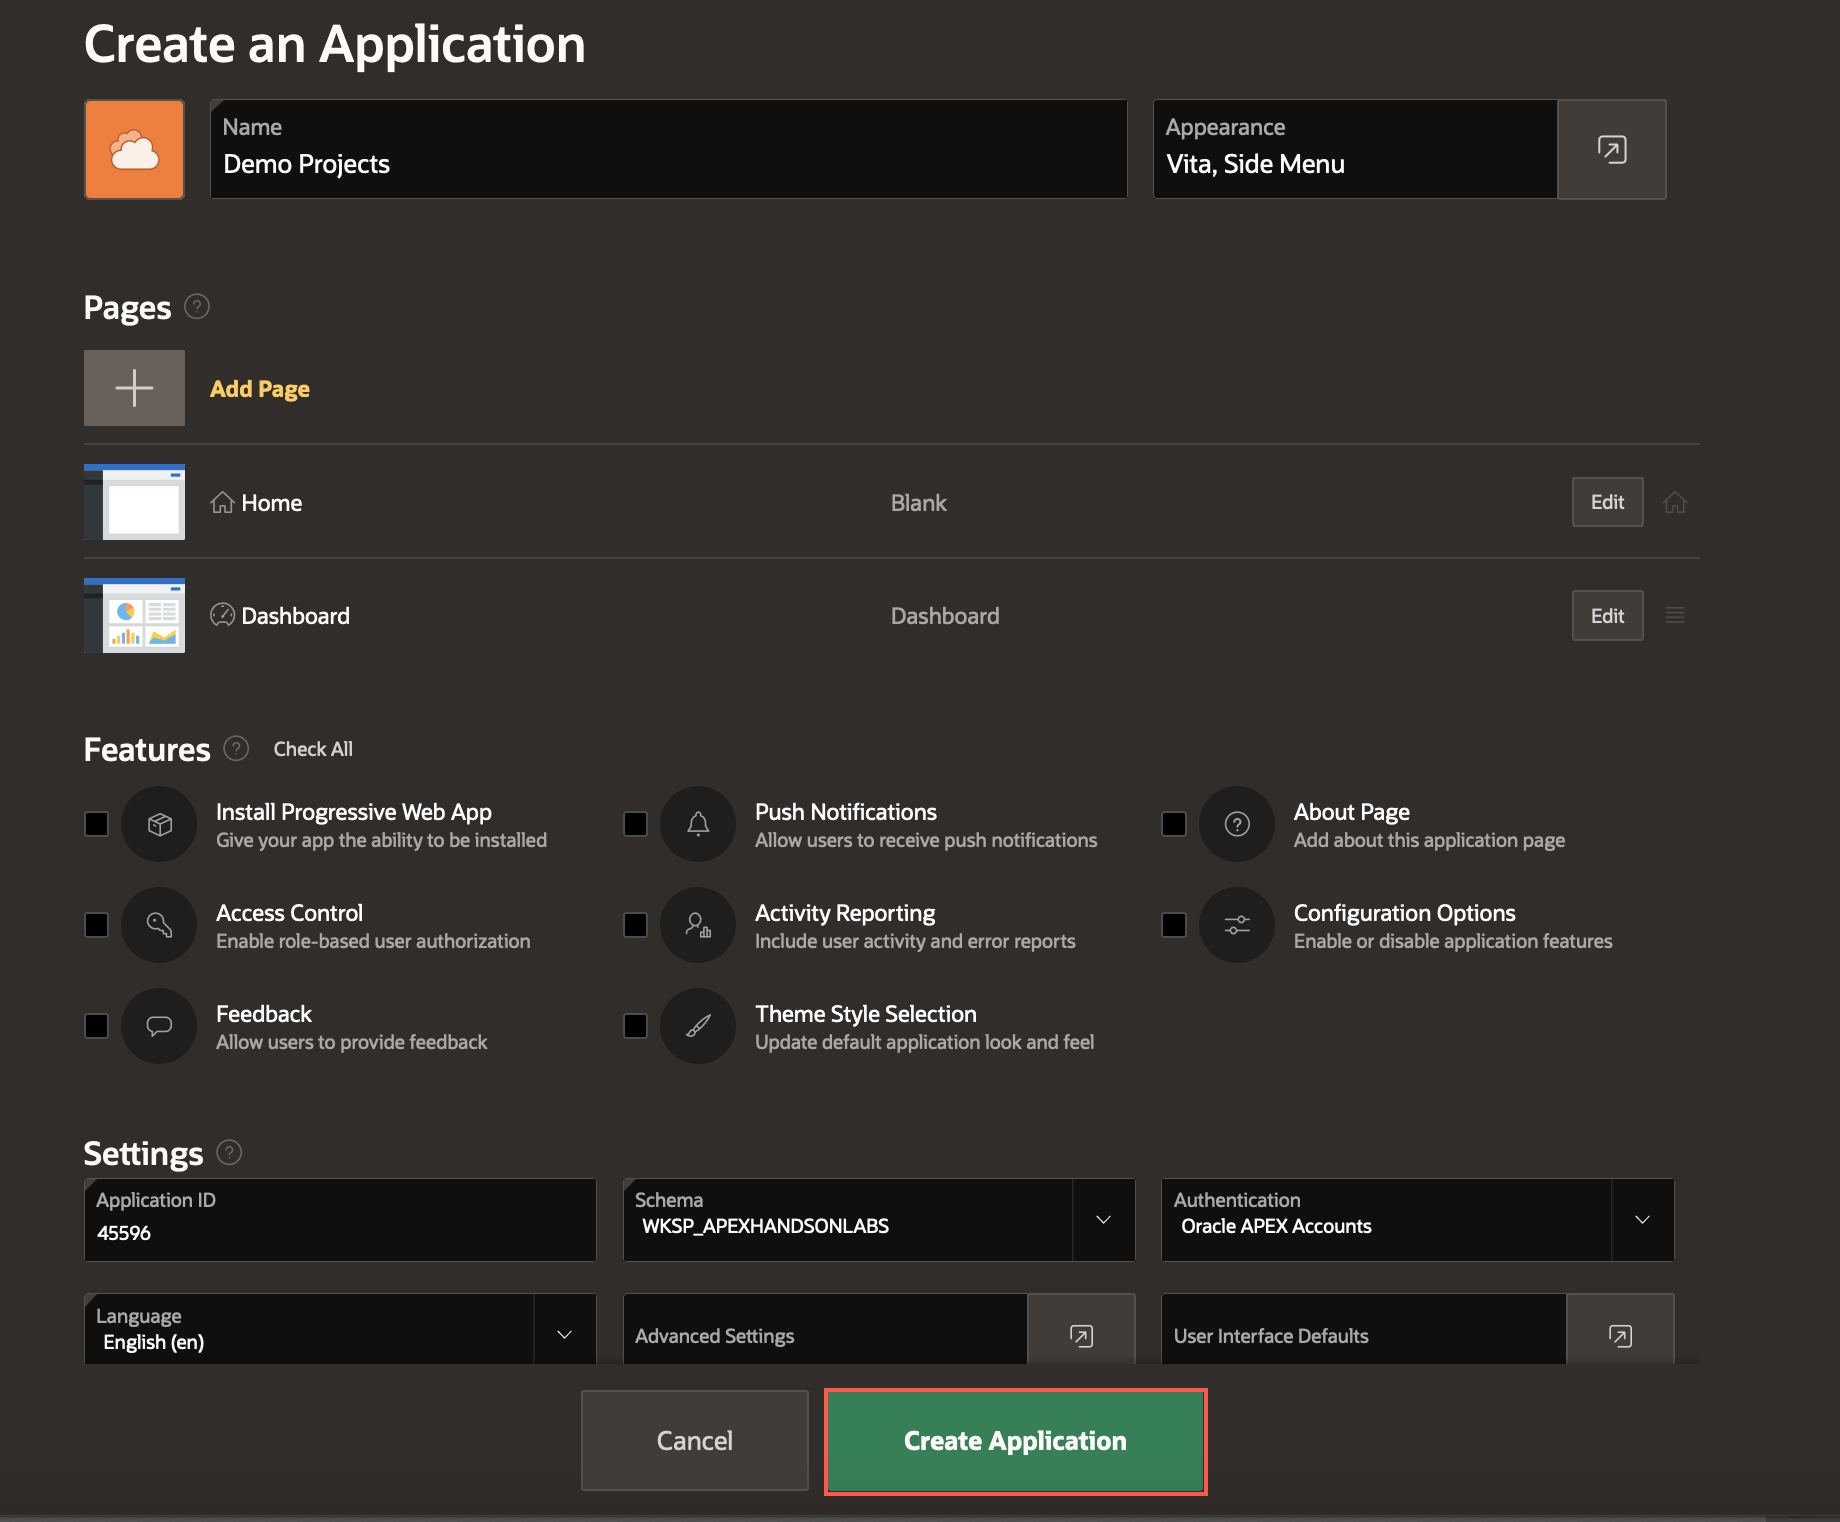 Create an Application
Name
Demo Projects
Appearance
Vita, Side Menu
Pages
Add Page
Home
Blank
Edit
Dashboard
Dashboard
Edit
Features
Check All
Install Progressive Web App
Give your app the ability to be installed
Push Notifications
Allow users to receive push notifications
About Page
Add about this application page
Access Control
Enable role-based user authorization
Activity Reporting
Include user activity and error reports
Configuration Options
Enable or disable application features
Feedback
Allow users to provide feedback
Theme Style Selection
Update default application look and feel
Settings
Application ID
45596
Schema
WKSP_APEXHANDSONLABS
Authentication
Oracle APEX Accounts
Language
English (en)
Advanced Settings
User Interface Defaults
Cancel
Create Application